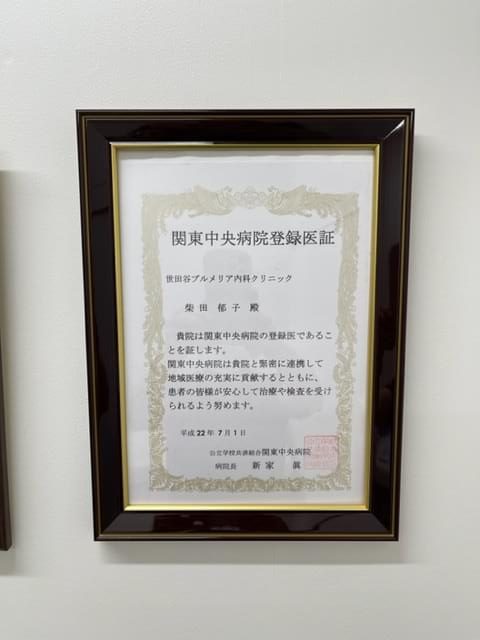 関東中央病院登録医証
世田谷プルメリア内科クリニック
柴田 郁子 殿
貴院は関東中央病院の登録医であるこ
とを証します。
関東中央病院は貴院と緊密に連携して
地域医療の充実に貢献するとともに、
患者の皆様が安心して治療や検査を受け
られるよう努めます。
平成22年 7月1日
公立学校共済組合関東中央病院
病院長 新家 眞